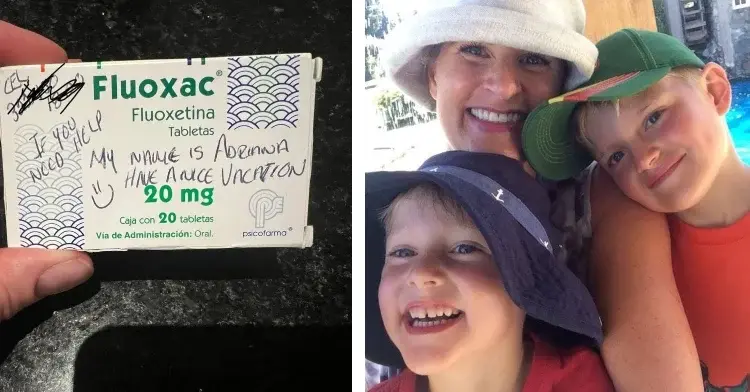 CEL
Fluoxac®
Fluoxetina
Tabletas
IF YOU
NEED HELP
MY NAME IS ADRIANA
HAVE A NICE VACATION
20 mg
Caja con 20 tabletas
Vía de Administración: Oral.
psicofarma®